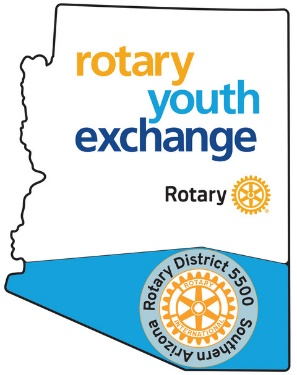 rotary
youth
exchange
Rotary
Rotary District 5500
ROTARY
INTERNATIONAL
Southern Arizona